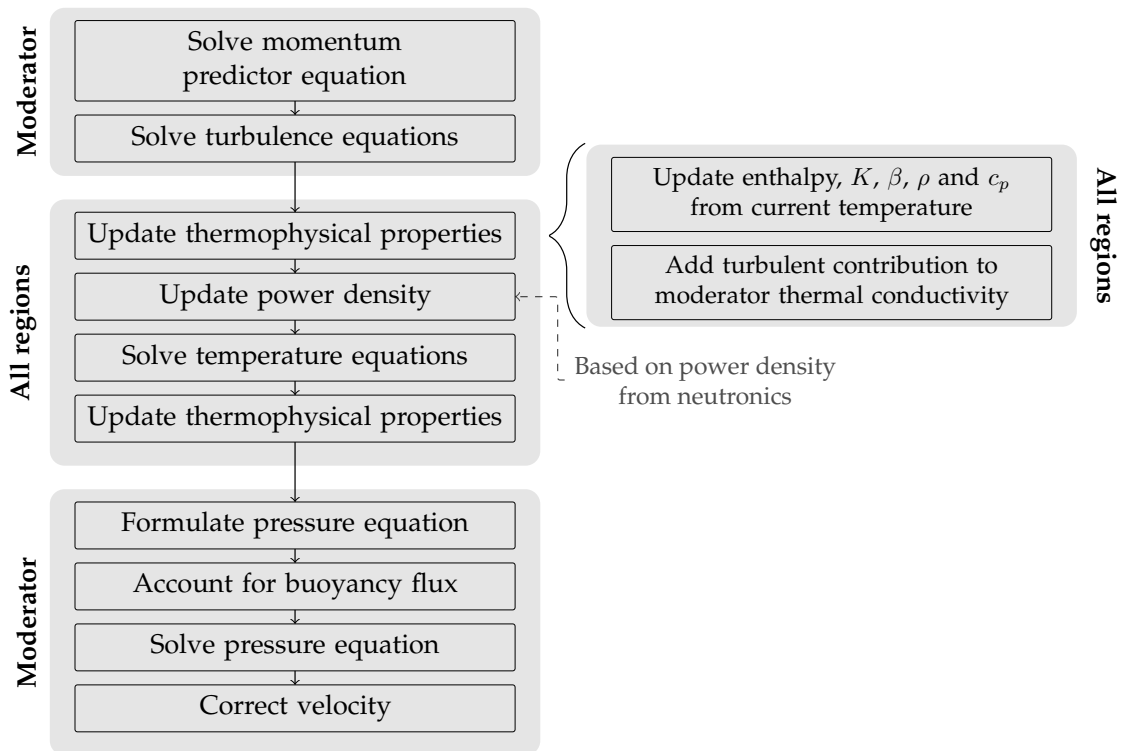 Moderator
Solve momentum
predictor equation
Solve turbulence equations
All regions
Update thermophysical properties
Update power density
Solve temperature equations
Update thermophysical properties
Update enthalpy, K, β, ρ and c_p
from current temperature
Add turbulent contribution to
moderator thermal conductivity
All regions
Based on power density
from neutronics
Moderator
Formulate pressure equation
Account for buoyancy flux
Solve pressure equation
Correct velocity